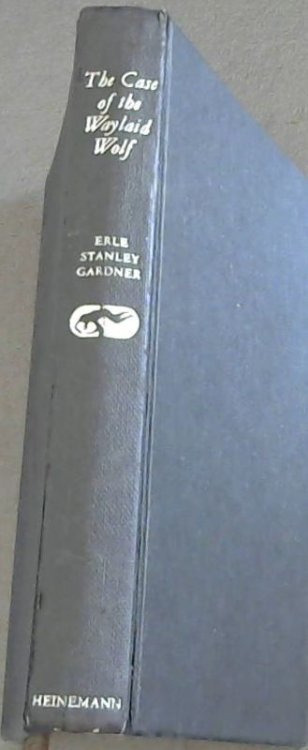 The Case
of the
Waylaid
Wolf
ERLE
STANLEY
GARDNER
HEINEMANN